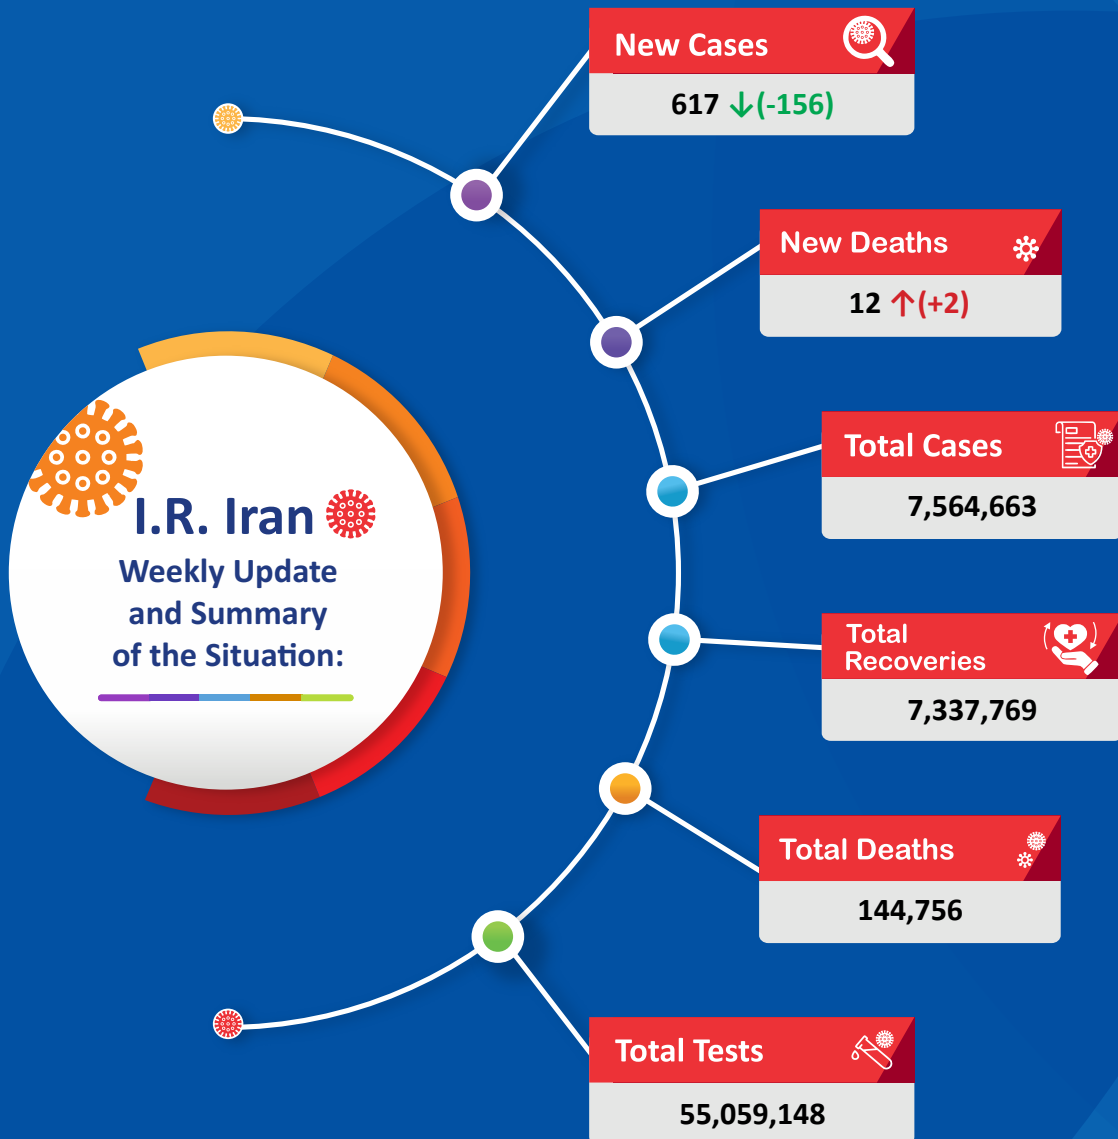 New Cases
617 ↓(-156)
New Deaths
12 ↑(+2)
I.R. Iran
Weekly Update
and Summary
of the Situation:
Total Cases
7,564,663
Total
Recoveries
7,337,769
Total Deaths
144,756
Total Tests
55,059,148